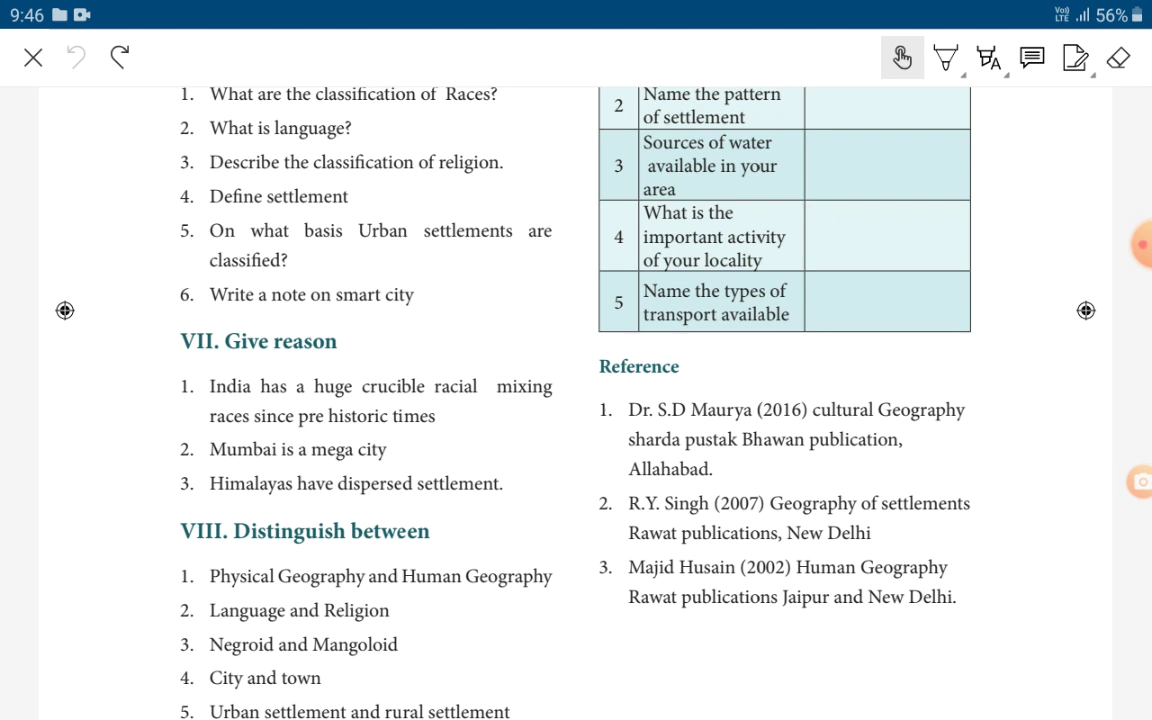 9:46
Vo)) LTE 56%
1. What are the classification of Races?
2. What is language?
3. Describe the classification of religion.
4. Define settlement
5. On what basis Urban settlements are
classified?
6. Write a note on smart city
VII. Give reason
1. India has a huge crucible racial mixing
races since pre historic times
2. Mumbai is a mega city
3. Himalayas have dispersed settlement.
VIII. Distinguish between
1. Physical Geography and Human Geography
2. Language and Religion
3. Negroid and Mangoloid
4. City and town
5. Urban settlement and rural settlement
2 Name the pattern
of settlement
3 Sources of water
available in your
area
4 What is the
important activity
of your locality
5 Name the types of
transport available
Reference
1. Dr. S.D Maurya (2016) cultural Geography
sharda pustak Bhawan publication,
Allahabad.
2. R.Y. Singh (2007) Geography of settlements
Rawat publications, New Delhi
3. Majid Husain (2002) Human Geography
Rawat publications Jaipur and New Delhi.